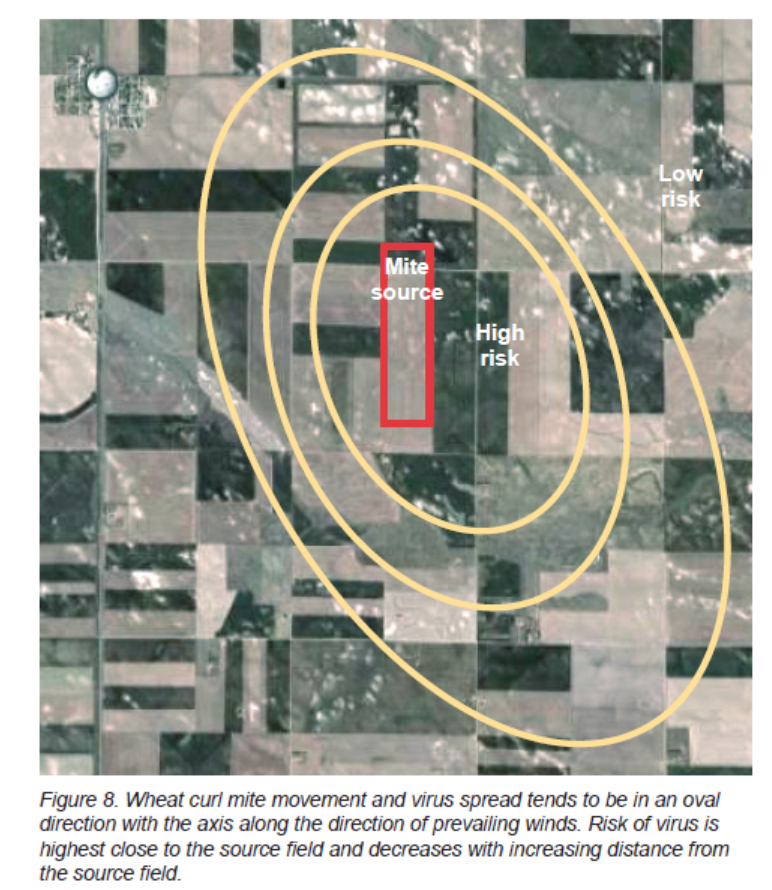 Low
risk
Mite
source
High
risk
Figure 8. Wheat curl mite movement and virus spread tends to be in an oval
direction with the axis along the direction of prevailing winds. Risk of virus is
highest close to the source field and decreases with increasing distance from
the source field.